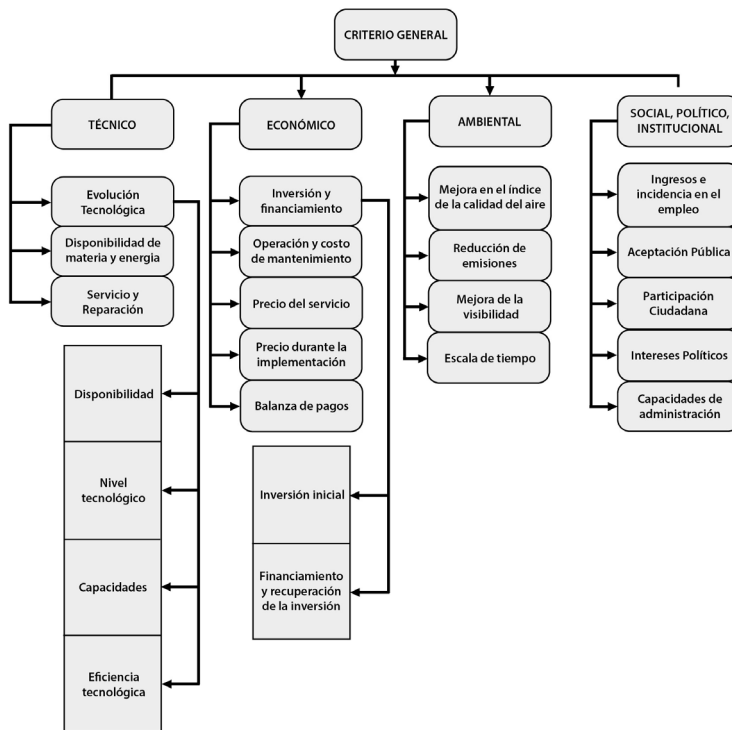 CRITERIO GENERAL
TÉCNICO
Evolución
Tecnológica
Disponibilidad de
materia y energia
Servicio y
Reparación
Disponibilidad
Nivel
tecnológico
Capacidades
Eficiencia
tecnológica
ECONÓMICO
Inversión y
financiamiento
Operación y costo
de mantenimiento
Precio del servicio
Precio durante la
implementación
Balanza de pagos
Inversión inicial
Financiamiento
y recuperación
de la inversión
AMBIENTAL
Mejora en el índice
de la calidad del aire
Reducción de
emisiones
Mejora de la
visibilidad
Escala de tiempo
SOCIAL, POLÍTICO,
INSTITUCIONAL
Ingresos e
incidencia en el
empleo
Aceptación Pública
Participación
Ciudadana
Intereses Políticos
Capacidades de
administración